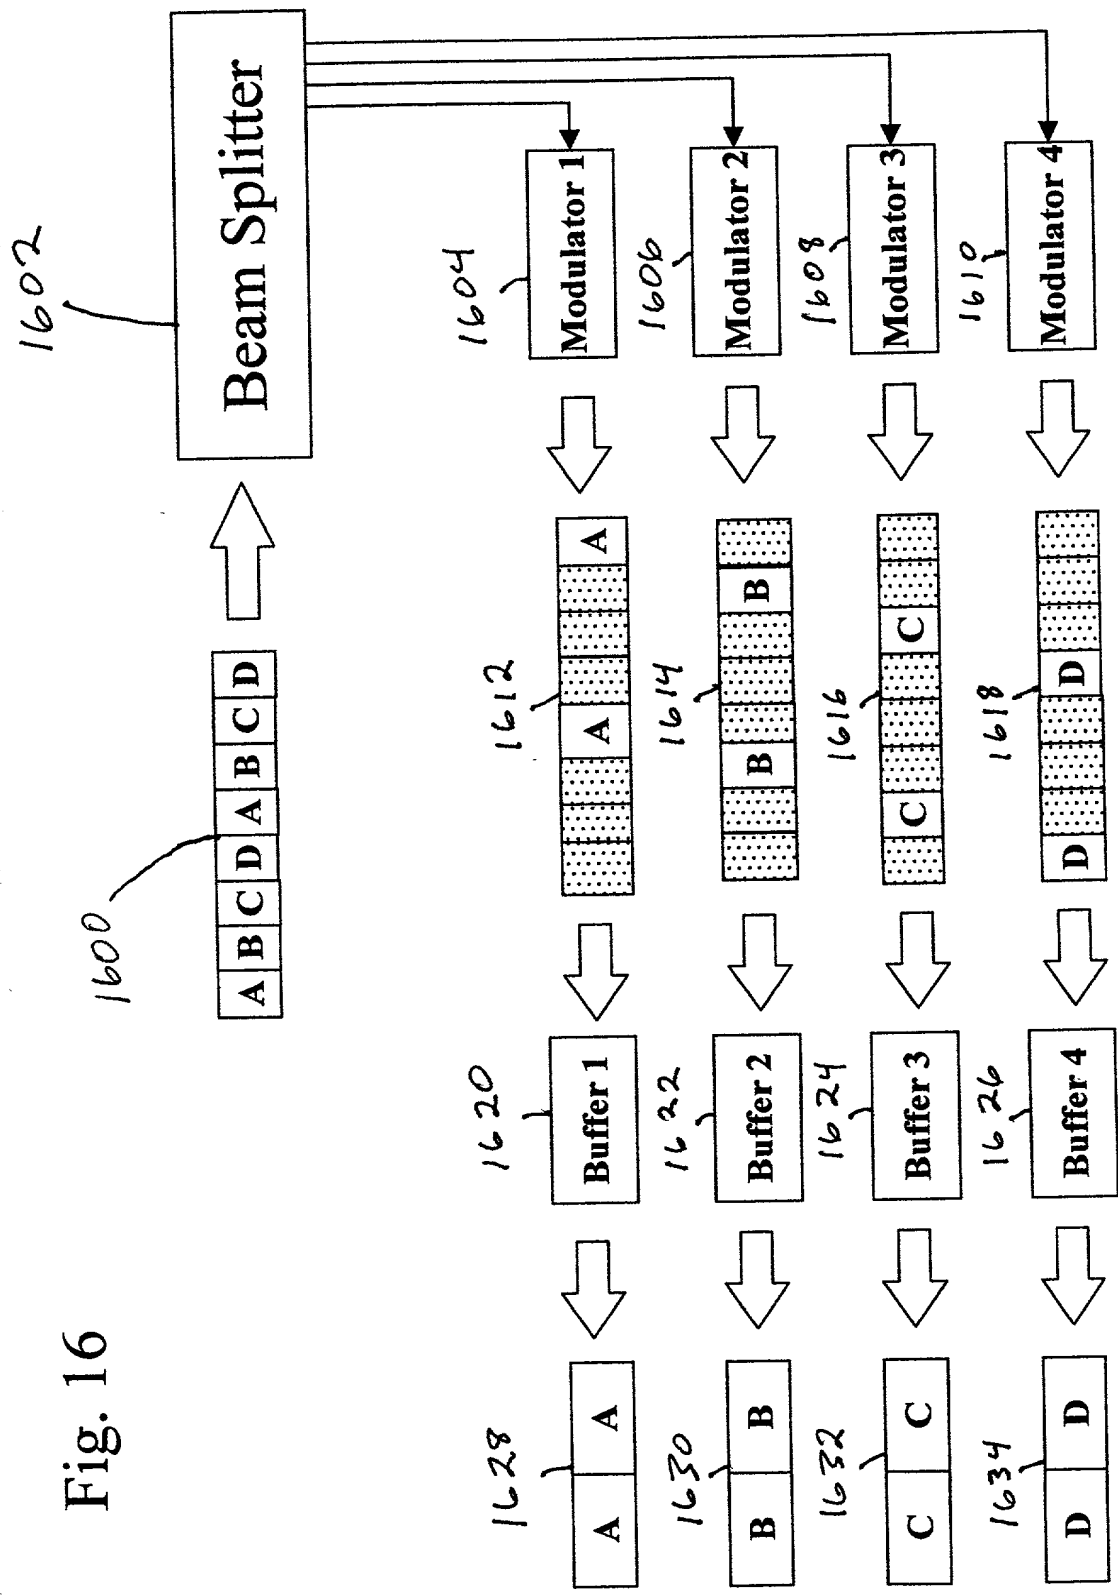 Fig. 16
1600
A B C D A B C D
1602
Beam Splitter
1628
A A
1620
Buffer 1
1612
A A
1604
Modulator 1
1630
B B
1622
Buffer 2
1614
B B
1606
Modulator 2
1632
C C
1624
Buffer 3
1616
C C
1608
Modulator 3
1634
D D
1626
Buffer 4
1618
D D
1610
Modulator 4